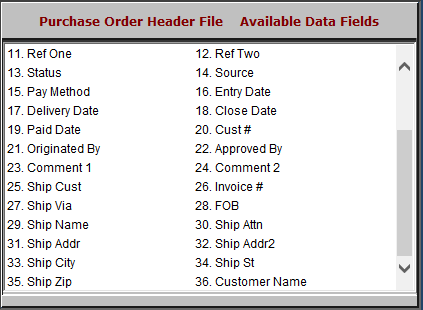 Purchase Order Header File    Available Data Fields
11. Ref One    12. Ref Two
13. Status    14. Source
15. Pay Method    16. Entry Date
17. Delivery Date    18. Close Date
19. Paid Date    20. Cust #
21. Originated By    22. Approved By
23. Comment 1    24. Comment 2
25. Ship Cust    26. Invoice #
27. Ship Via    28. FOB
29. Ship Name    30. Ship Attn
31. Ship Addr    32. Ship Addr2
33. Ship City    34. Ship St
35. Ship Zip    36. Customer Name